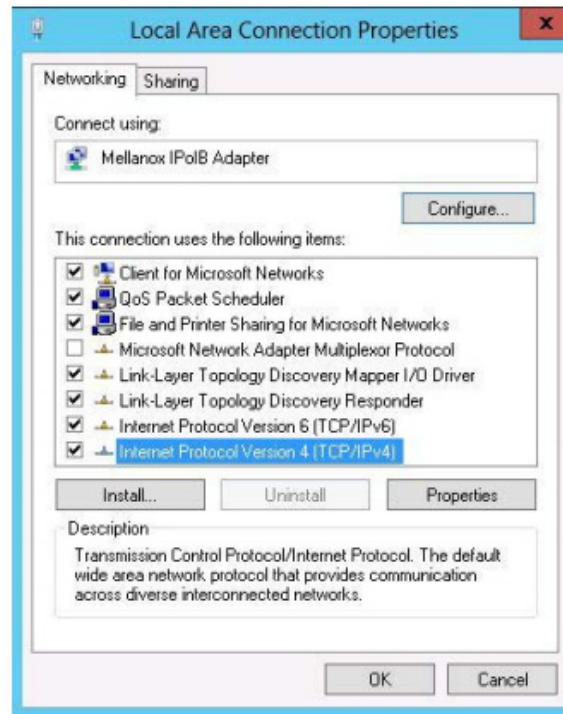 Local Area Connection Properties
x
Networking Sharing
Connect using:
Mellanox IPoIB Adapter
Configure...
This connection uses the following items:
Client for Microsoft Networks
QoS Packet Scheduler
File and Printer Sharing for Microsoft Networks
Microsoft Network Adapter Multiplexor Protocol
Link-Layer Topology Discovery Mapper I/O Driver
Link-Layer Topology Discovery Responder
Internet Protocol Version 6 (TCP/IPv6)
Internet Protocol Version 4 (TCP/IPv4)
Install... Uninstall Properties
Description
Transmission Control Protocol/Internet Protocol. The default
wide area network protocol that provides communication
across diverse interconnected networks.
OK Cancel